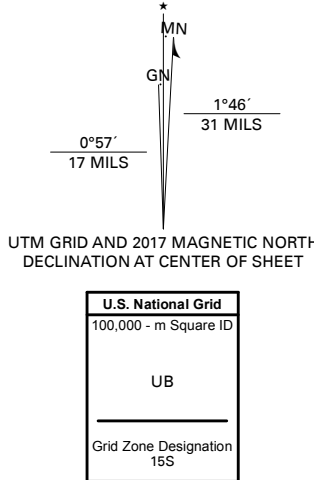 MN
GN
1°46´
31 MILS
0°57´
17 MILS
UTM GRID AND 2017 MAGNETIC NORTH
DECLINATION AT CENTER OF SHEET
U.S. National Grid
100,000 - m Square ID
UB
Grid Zone Designation
15S